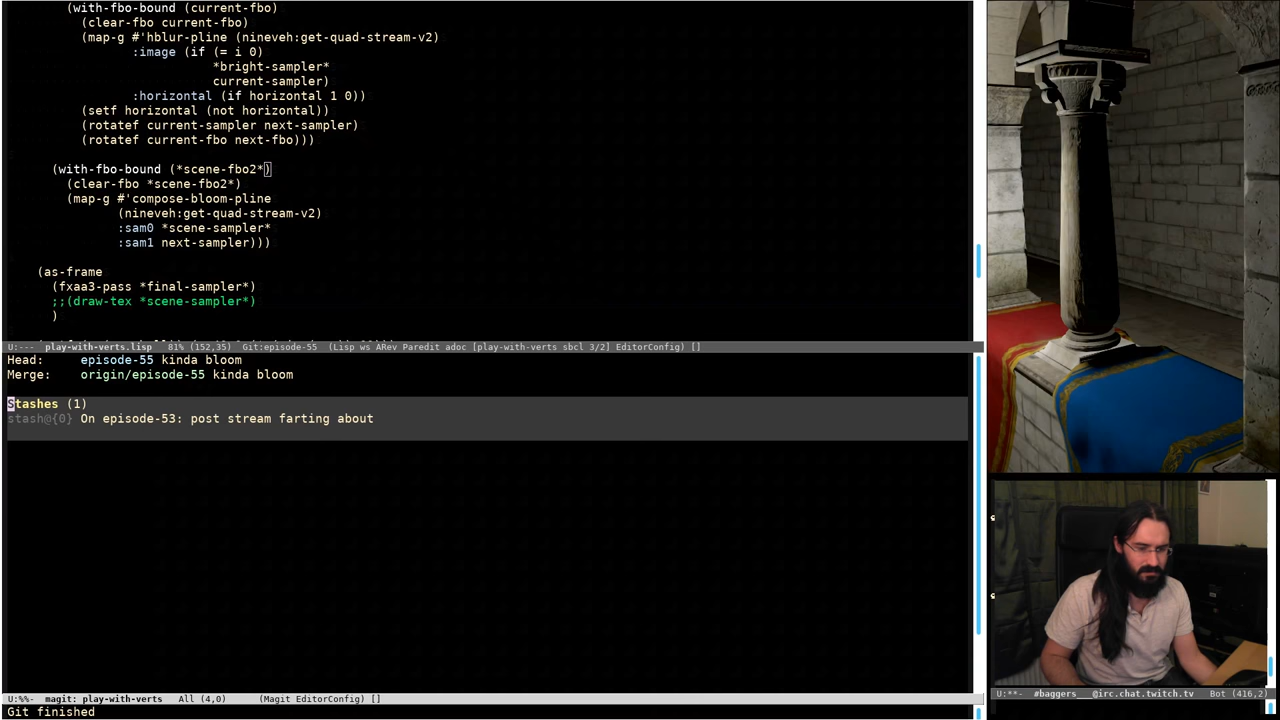 (with-fbo-bound (current-fbo)
(clear-fbo current-fbo)
(map-g #'hblur-pline (nineveh:get-quad-stream-v2)
:image (if (= i 0)
*bright-sampler*
current-sampler)
:horizontal (if horizontal 1 0))
(setf horizontal (not horizontal))
(rotatef current-sampler next-sampler)
(rotatef current-fbo next-fbo)))
(with-fbo-bound (*scene-fbo2*)
(clear-fbo *scene-fbo2*)
(map-g #'compose-bloom-pline
(nineveh:get-quad-stream-v2)
:sam0 *scene-sampler*
:sam1 next-sampler)))
(as-frame
(fxaa3-pass *final-sampler*)
;;(draw-tex *scene-sampler*)
)
U:--- play-with-verts.lisp 81% (152,35) Git:episode-55 (Lisp ws ARev Paredit adoc [play-with-verts sbcl 3/2] EditorConfig) []
Head: episode-55 kinda bloom
Merge: origin/episode-55 kinda bloom
Stashes (1)
stash@{0} On episode-53: post stream farting about
U:%%- magit: play-with-verts All (4,0) (Magit EditorConfig) []
Git finished
U:**- #baggers __@irc.chat.twitch.tv Bot (416,2)